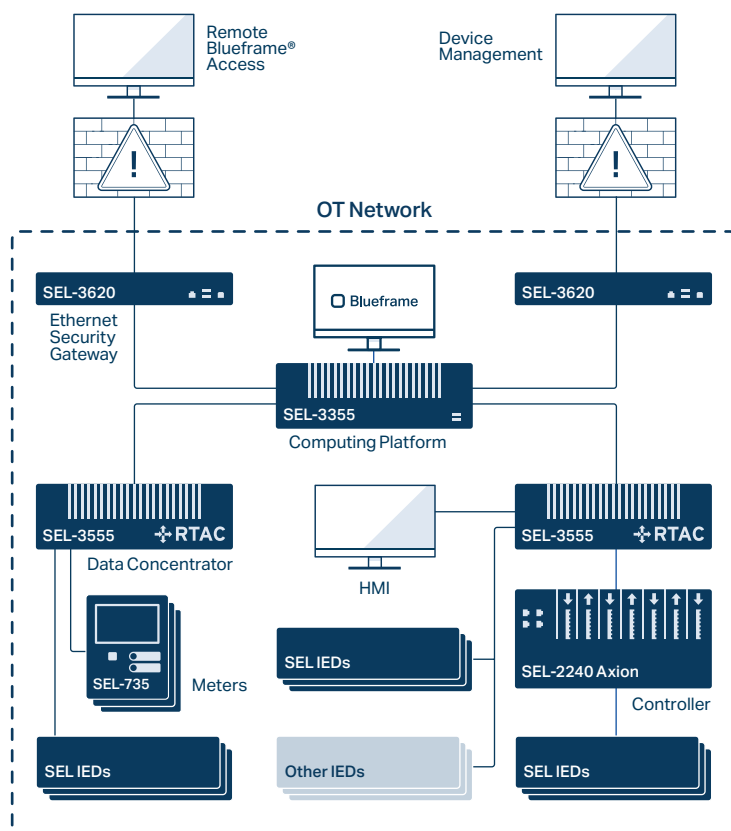 Remote
Blueframe®
Access
Device
Management
!
!
OT Network
SEL-3620
SEL-3620
Ethernet
Security
Gateway
Blueframe
SEL-3355
Computing Platform
SEL-3555
RTAC
Data Concentrator
HMI
SEL-3555
RTAC
SEL-735
Meters
SEL IEDs
SEL-2240 Axion
Controller
SEL IEDs
Other IEDs
SEL IEDs